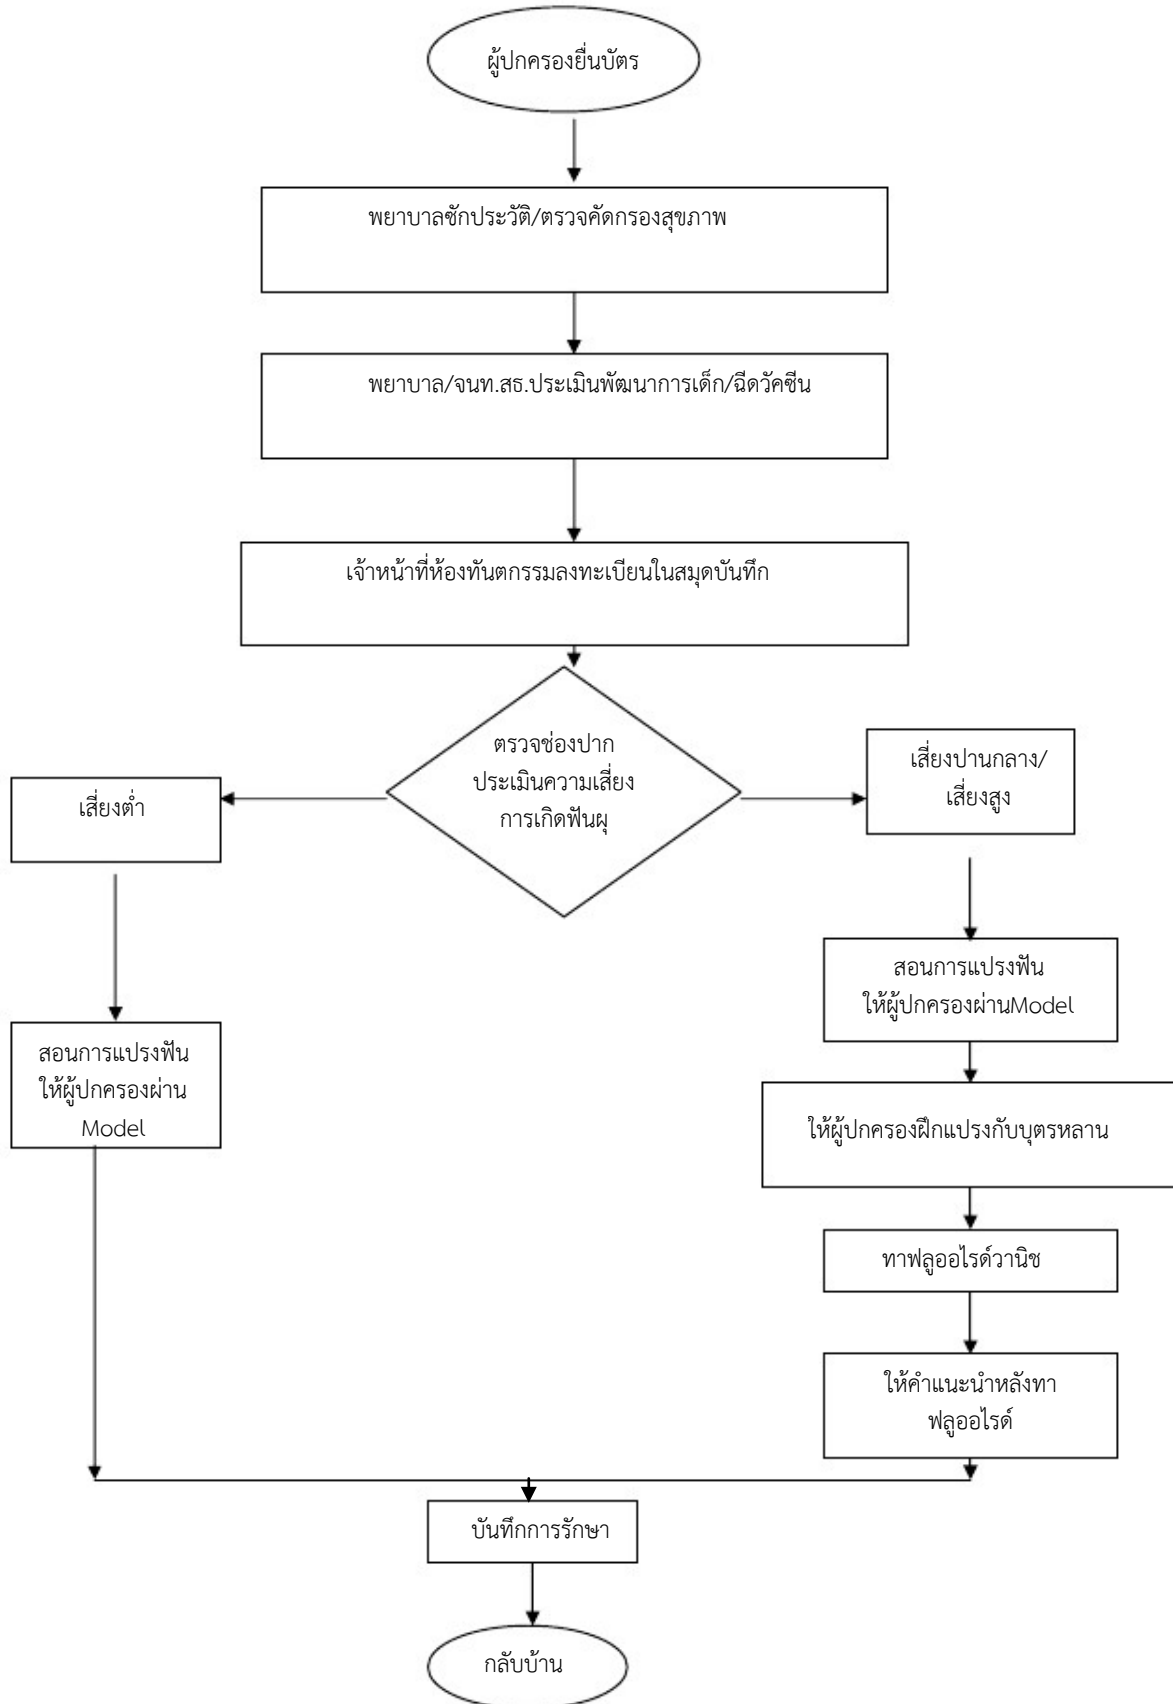 ผู้ปกครองยื่นบัตร
พยาบาลซักประวัติ/ตรวจคัดกรองสุขภาพ
พยาบาล/จนท.สธ.ประเมินพัฒนาการเด็ก/ฉีดวัคซีน
เจ้าหน้าที่ห้องทันตกรรมลงทะเบียนในสมุดบันทึก
ตรวจช่องปาก
ประเมินความเสี่ยง
การเกิดฟันผุ
เสี่ยงต่ำ
สอนการแปรงฟัน
ให้ผู้ปกครองผ่าน
Model
เสี่ยงปานกลาง/
เสี่ยงสูง
สอนการแปรงฟัน
ให้ผู้ปกครองผ่านModel
ให้ผู้ปกครองฝึกแปรงกับบุตรหลาน
ทาฟลูออไรด์วานิช
ให้คำแนะนำหลังทา
ฟลูออไรด์
บันทึกการรักษา
กลับบ้าน